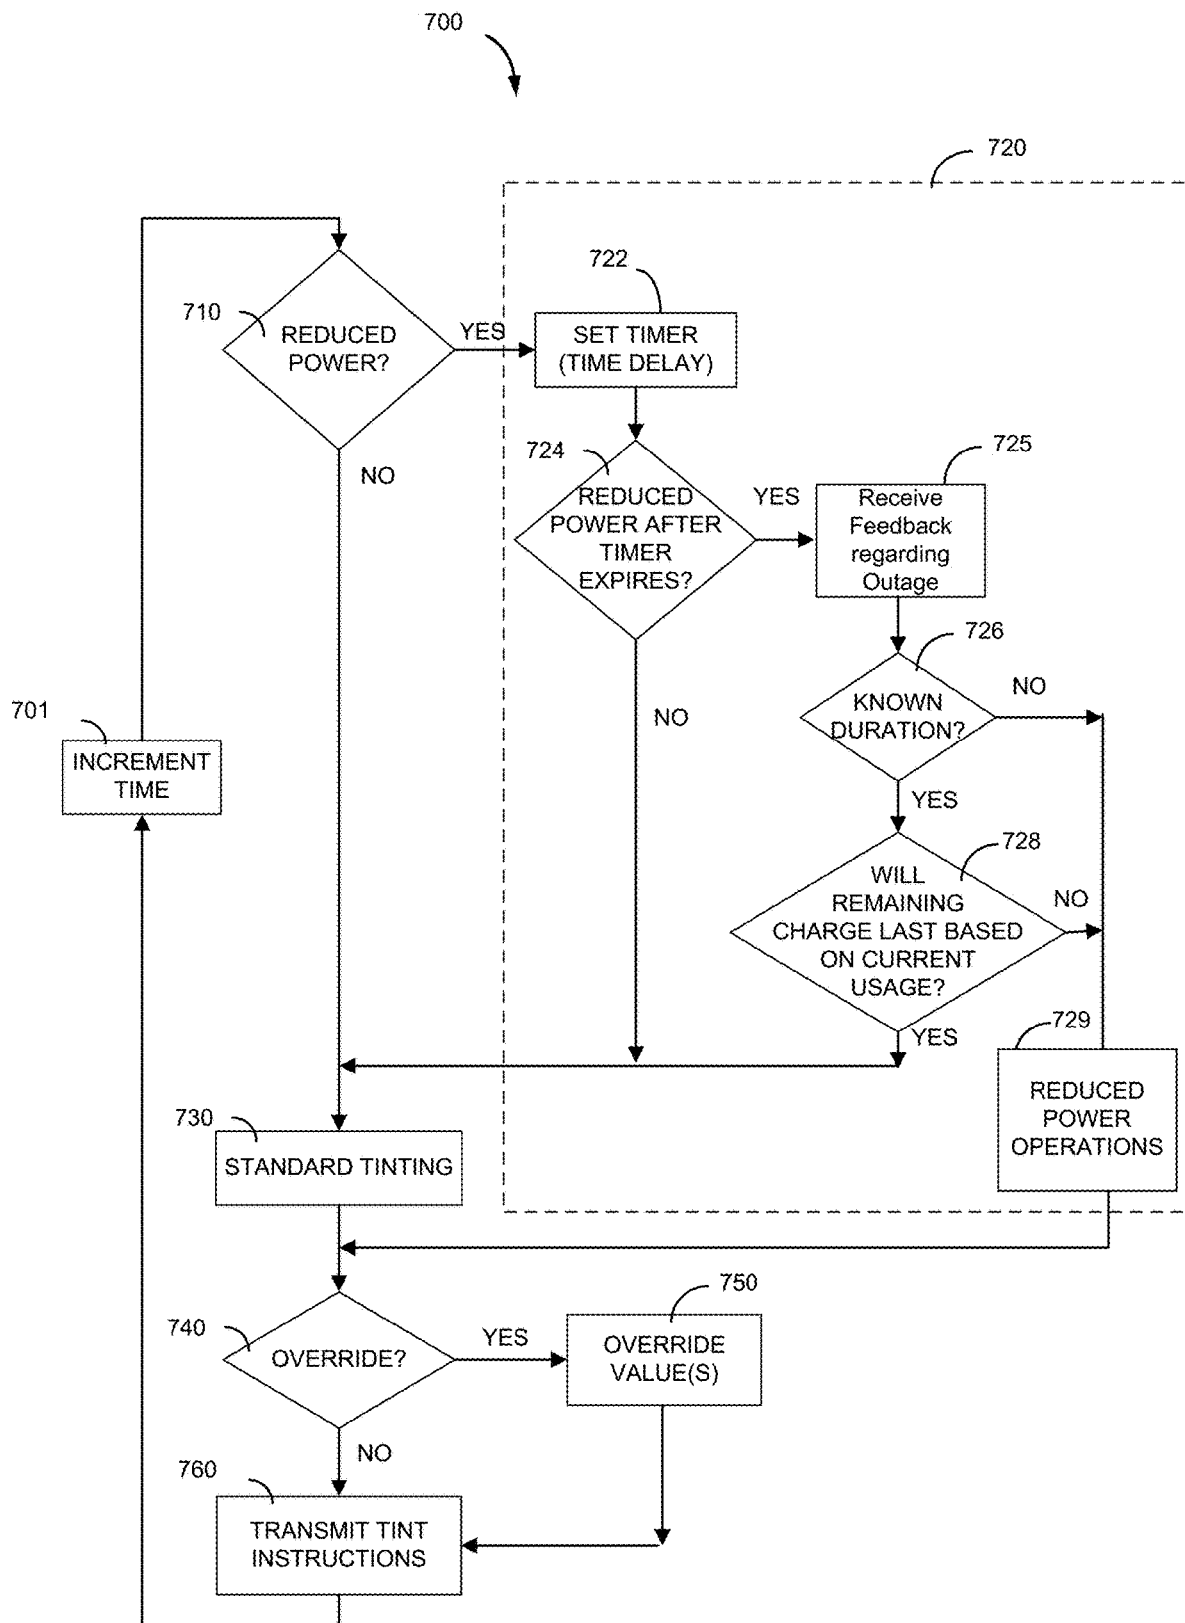 700
720
710
REDUCED
POWER?
YES
NO
722
SET TIMER
(TIME DELAY)
724
REDUCED
POWER AFTER
TIMER
EXPIRES?
YES
NO
725
Receive
Feedback
regarding
Outage
726
KNOWN
DURATION?
NO
YES
728
WILL
REMAINING
CHARGE LAST BASED
ON CURRENT
USAGE?
NO
YES
729
REDUCED
POWER
OPERATIONS
701
INCREMENT
TIME
730
STANDARD TINTING
740
OVERRIDE?
YES
NO
750
OVERRIDE
VALUE(S)
760
TRANSMIT TINT
INSTRUCTIONS